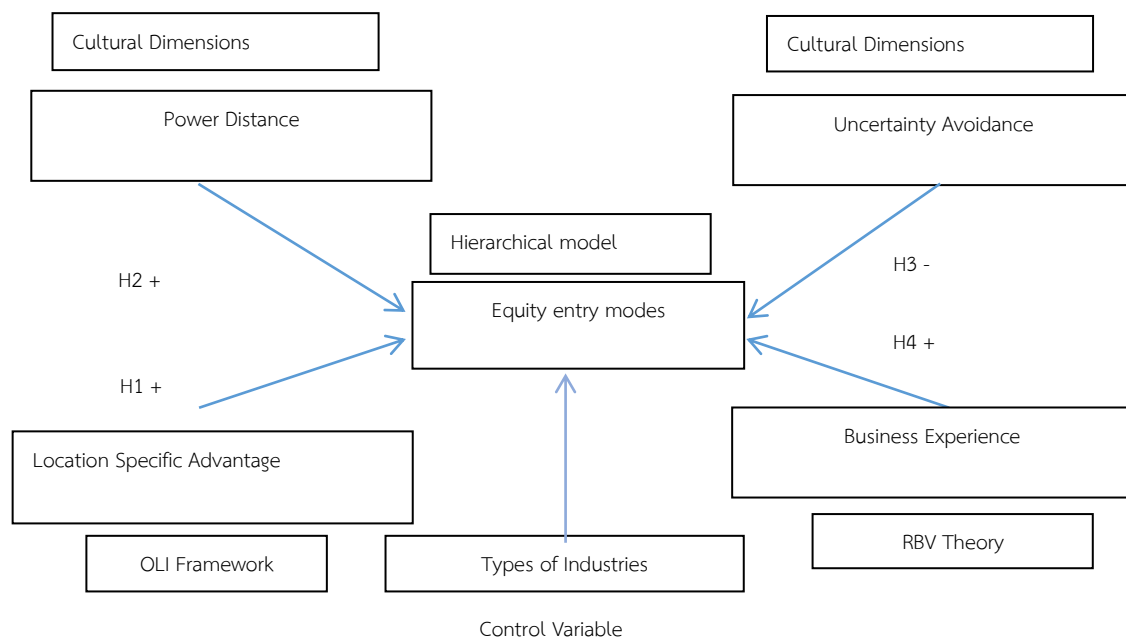 Cultural Dimensions
Cultural Dimensions
Power Distance
Uncertainty Avoidance
Hierarchical model
H2 +
H3 -
Equity entry modes
H4 +
H1 +
Location Specific Advantage
Business Experience
OLI Framework
Types of Industries
RBV Theory
Control Variable